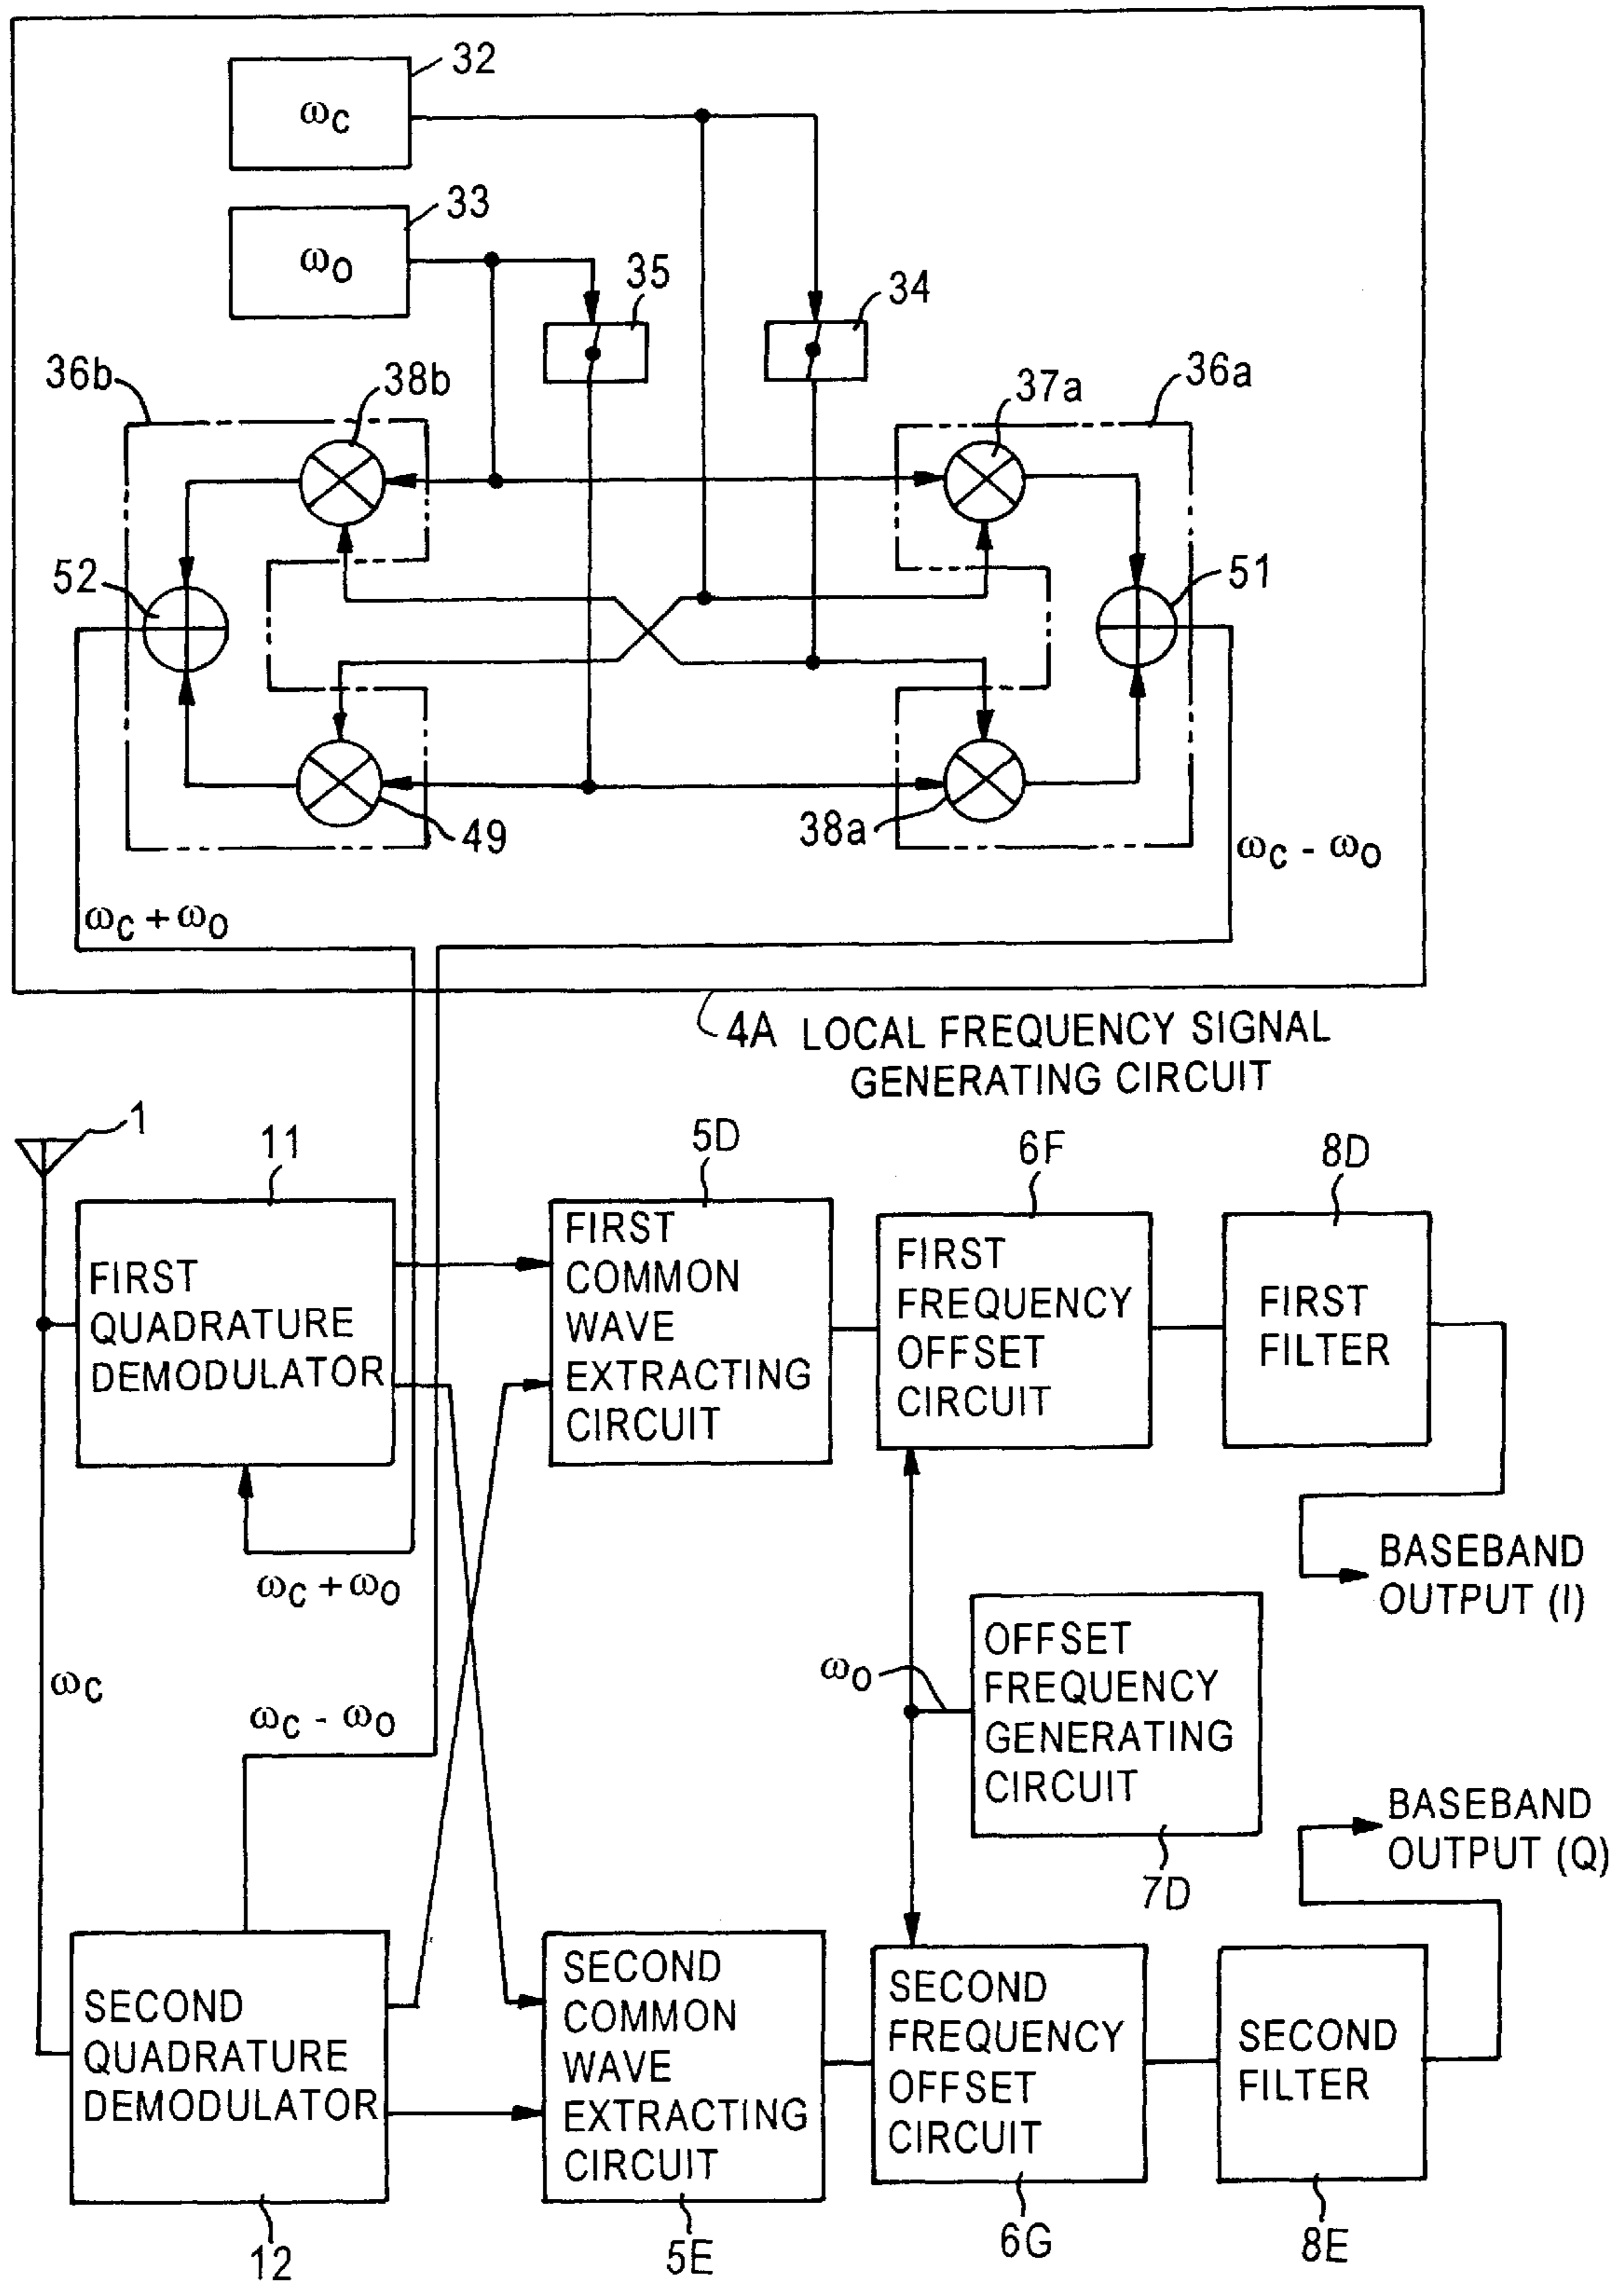 32
ωC
33
ωO
35
34
36b
38b
37a
36a
52
51
49
38a
ωC - ωO
ωC + ωO
4A LOCAL FREQUENCY SIGNAL
GENERATING CIRCUIT
1
11
5D
6F
8D
FIRST
QUADRATURE
DEMODULATOR
FIRST
COMMON
WAVE
EXTRACTING
CIRCUIT
FIRST
FREQUENCY
OFFSET
CIRCUIT
FIRST
FILTER
BASEBAND
OUTPUT (I)
ωC + ωO
ωC
ωC - ωO
ωO
OFFSET
FREQUENCY
GENERATING
CIRCUIT
7D
BASEBAND
OUTPUT (Q)
SECOND
QUADRATURE
DEMODULATOR
SECOND
COMMON
WAVE
EXTRACTING
CIRCUIT
SECOND
FREQUENCY
OFFSET
CIRCUIT
SECOND
FILTER
12
5E
6G
8E